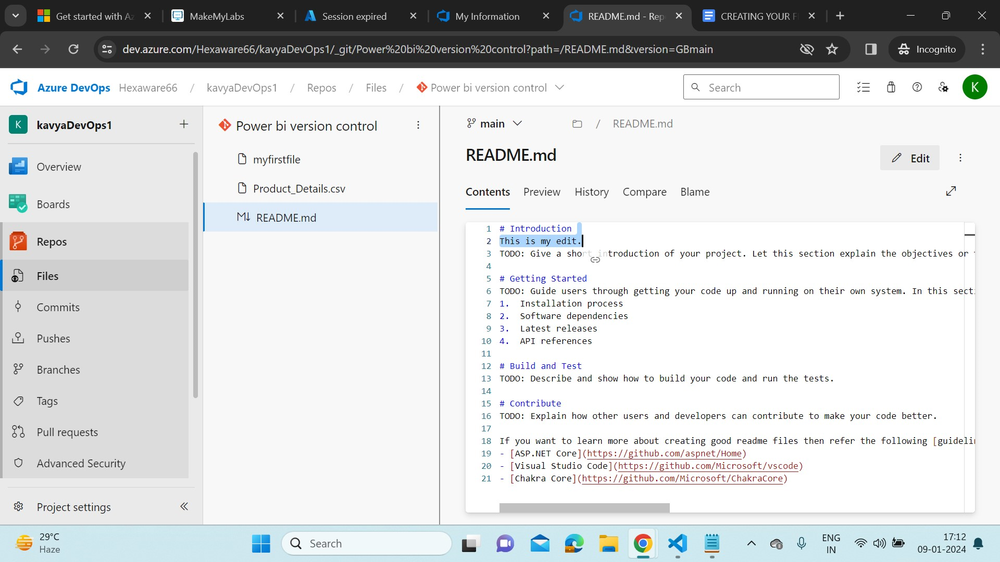 Get started with Az
MakeMyLabs
Session expired
My Information
README.md - Rep
CREATING YOUR FI
dev.azure.com/Hexaware66/kavyaDevOps1/_git/Power%20bi%20version%20control?path=/README.md&version=GBmain
Incognito
Azure DevOps Hexaware66 / kavyaDevOps1 / Repos / Files / Power bi version control
Search
K
K kavyaDevOps1
Overview
Boards
Repos
Files
Commits
Pushes
Branches
Tags
Pull requests
Advanced Security
Project settings
Power bi version control
myfirstfile
Product_Details.csv
README.md
main
/ README.md
README.md
Edit
Contents Preview History Compare Blame
1 # Introduction
2 This is my edit.
3 TODO: Give a short introduction of your project. Let this section explain the objectives or
4
5 # Getting Started
6 TODO: Guide users through getting your code up and running on their own system. In this secti
7 1. Installation process
8 2. Software dependencies
9 3. Latest releases
10 4. API references
11
12 # Build and Test
13 TODO: Describe and show how to build your code and run the tests.
14
15 # Contribute
16 TODO: Explain how other users and developers can contribute to make your code better.
17
18 If you want to learn more about creating good readme files then refer the following [guidelin
19 - [ASP.NET Core](https://github.com/aspnet/Home)
20 - [Visual Studio Code](https://github.com/Microsoft/vscode)
21 - [Chakra Core](https://github.com/Microsoft/ChakraCore)
29°C
Haze
Search
ENG
IN
17:12
09-01-2024